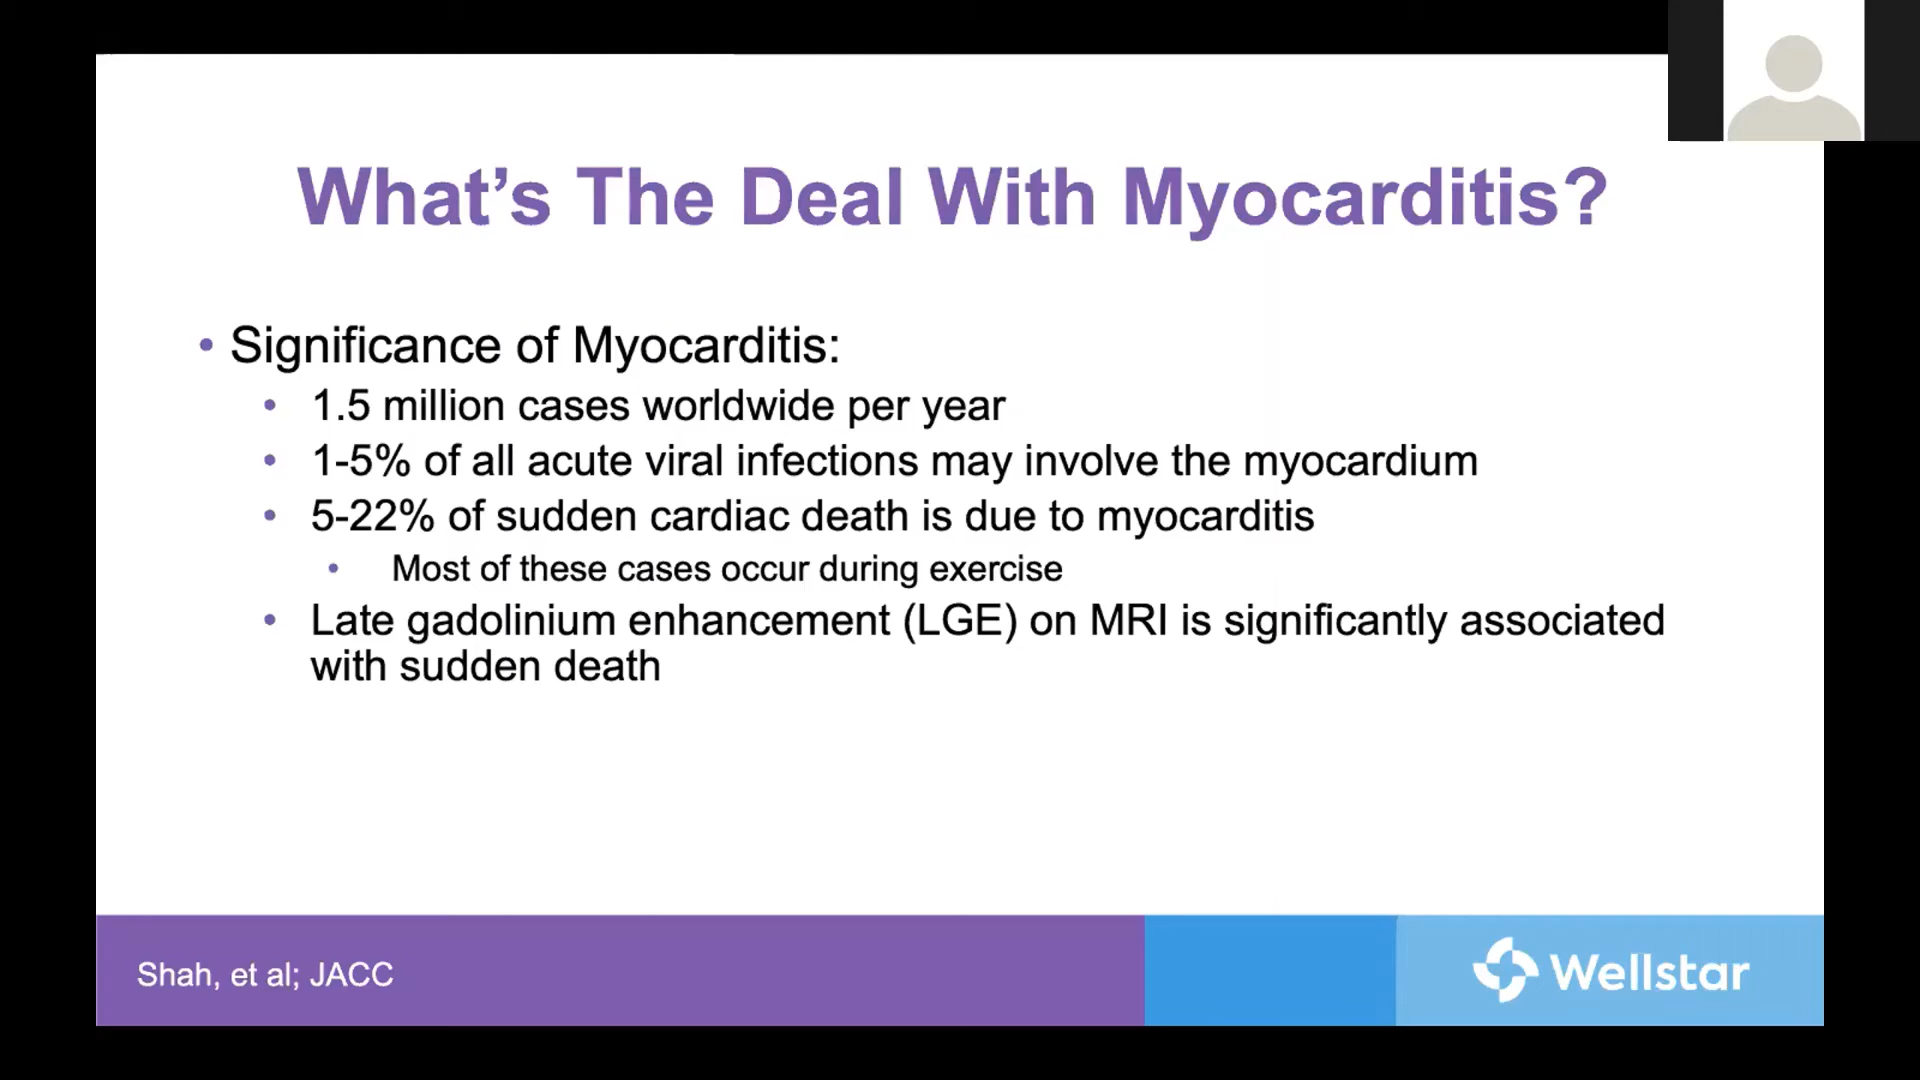 What’s The Deal With Myocarditis?
• Significance of Myocarditis:
• 1.5 million cases worldwide per year
• 1-5% of all acute viral infections may involve the myocardium
• 5-22% of sudden cardiac death is due to myocarditis
• Most of these cases occur during exercise
• Late gadolinium enhancement (LGE) on MRI is significantly associated
with sudden death
Shah, et al; JACC
Wellstar